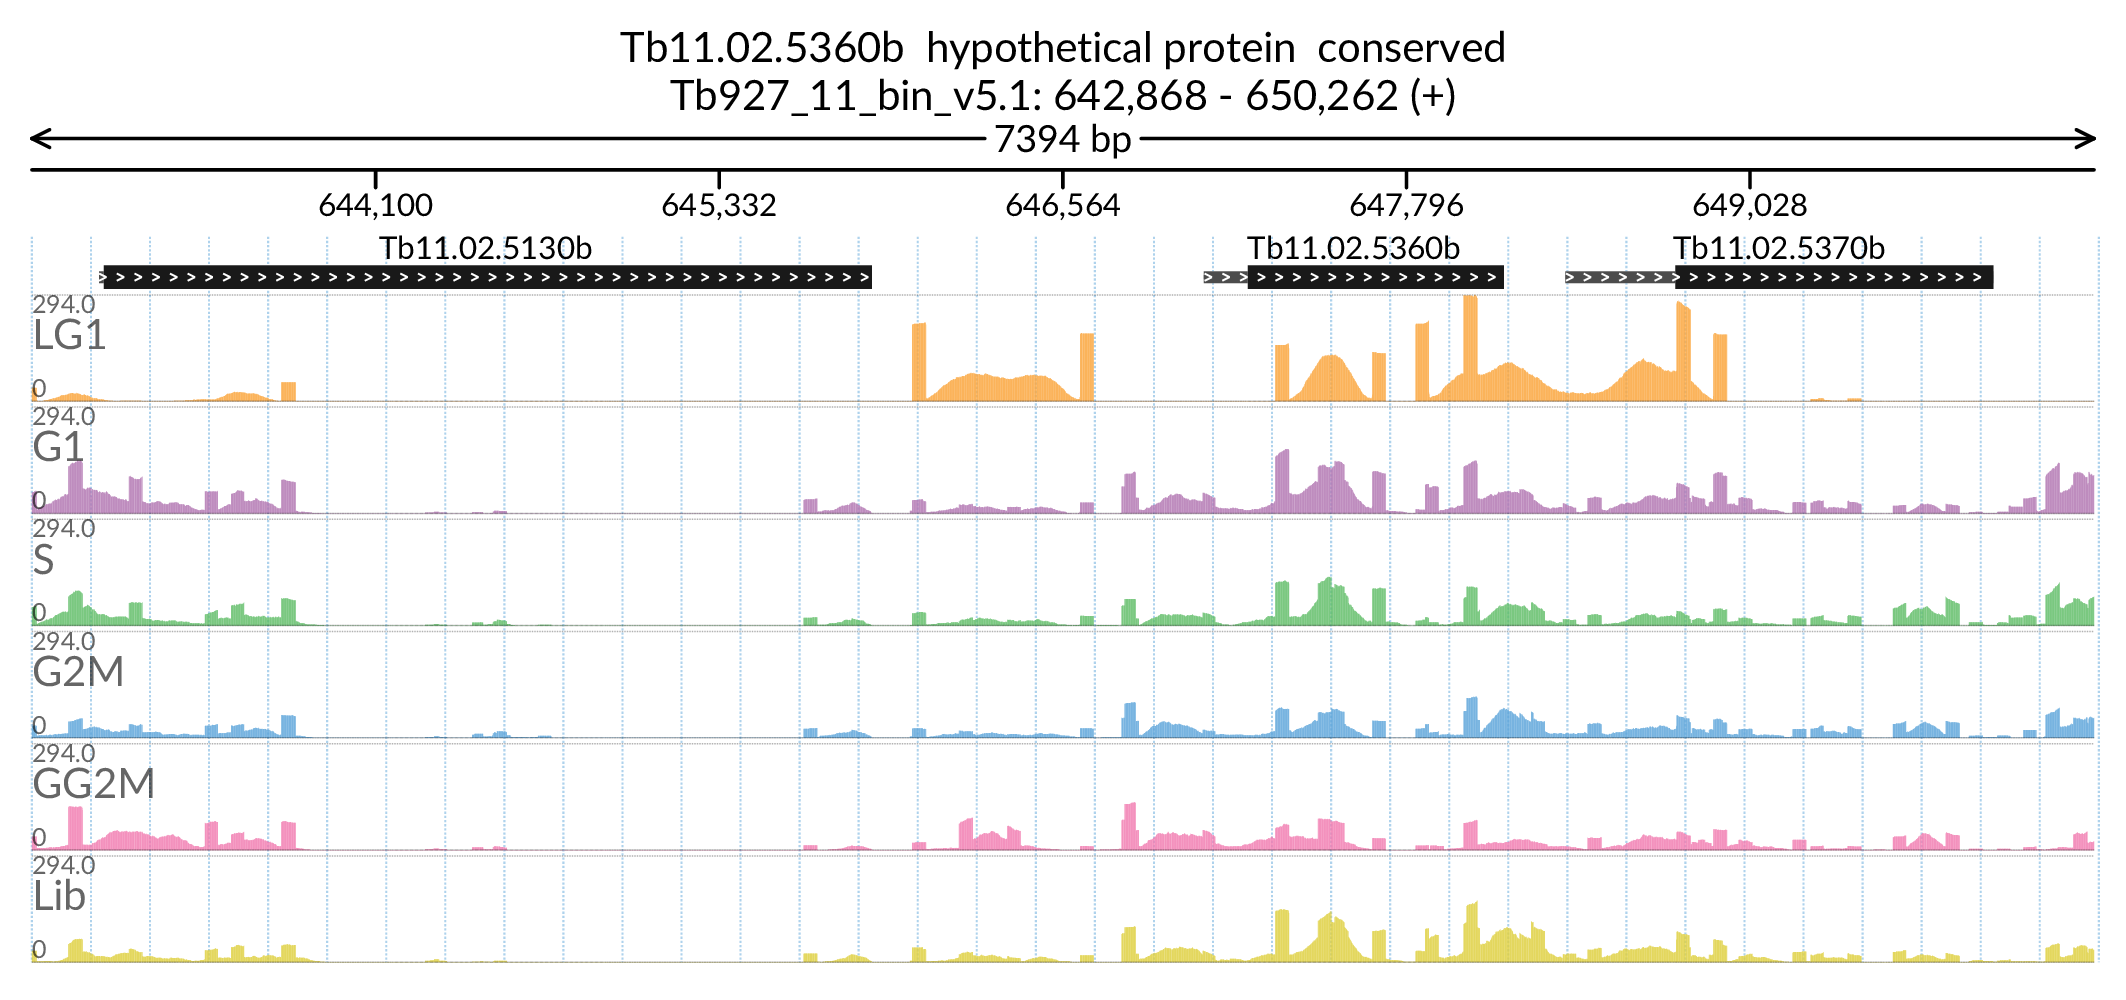 Tb11.02.5360b hypothetical protein conserved
Tb927_11_bin_v5.1: 642,868 - 650,262 (+)
7394 bp
644,100 645,332 646,564 647,796 649,028
Tb11.02.5130b Tb11.02.5360b Tb11.02.5370b
294.0
LG1
0
294.0
G1
0
294.0
S
0
294.0
G2M
0
294.0
GG2M
0
294.0
Lib
0